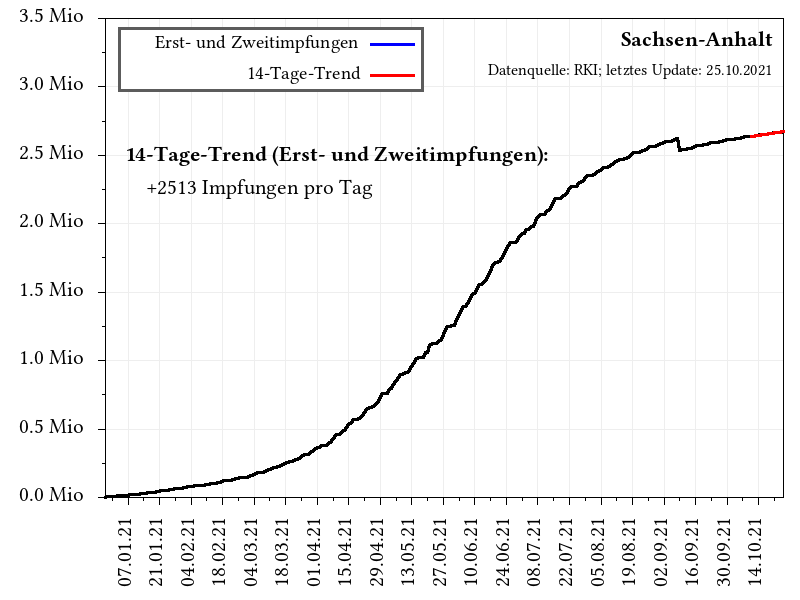 3.5 Mio
3.0 Mio
2.5 Mio
2.0 Mio
1.5 Mio
1.0 Mio
0.5 Mio
0.0 Mio
Erst- und Zweitimpfungen
14-Tage-Trend
Sachsen-Anhalt
Datenquelle: RKI; letztes Update: 25.10.2021
14-Tage-Trend (Erst- und Zweitimpfungen):
+2513 Impfungen pro Tag
07.01.21
21.01.21
04.02.21
18.02.21
04.03.21
18.03.21
01.04.21
15.04.21
29.04.21
13.05.21
27.05.21
10.06.21
24.06.21
08.07.21
22.07.21
05.08.21
19.08.21
02.09.21
16.09.21
30.09.21
14.10.21